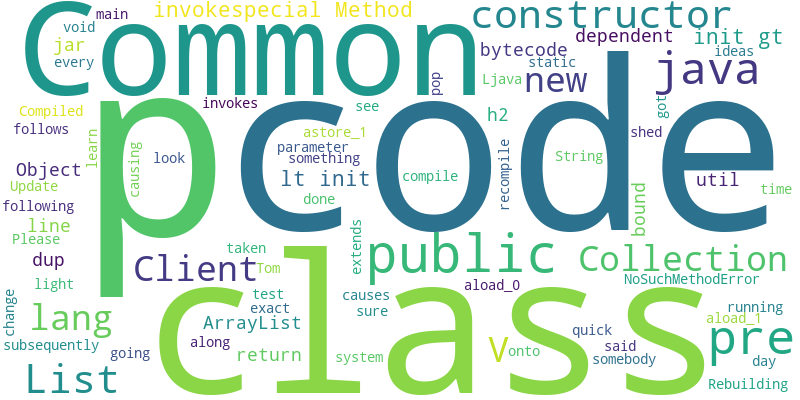 main
invokespecial Method
constructor
void
Common
jar
bytecode
dependent
init gt
every
static
ideas
new
java
pop
Ljava
Compiled
invokes
see
got
h2
follows
p
code
astore_1
shed
learn
causing
look
parameter
something
String
recompile
Object
lt init
compile
util
time
Update
following
done
bound
line
Please
public
Collection
taken
extends
dup
Client
Tom
class
light
test
causes
aload_0
NoSuchMethodError
exact
sure
change
lang
ArrayList
running
aload_1
subsequently
going
along
return
system
V
onto
quick
said
somebody
pre
day
List
Rebuilding